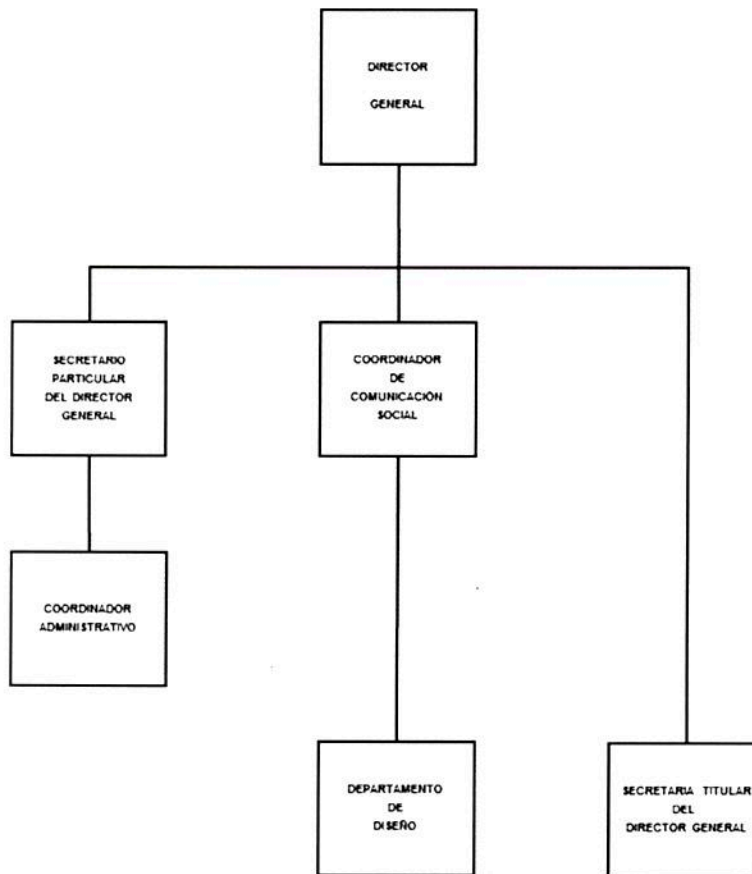 DIRECTOR
GENERAL
SECRETARIO
PARTICULAR
DEL DIRECTOR
GENERAL
COORDINADOR
DE
COMUNICACIÓN
SOCIAL
COORDINADOR
ADMINISTRATIVO
DEPARTAMENTO
DE
DISEÑO
SECRETARIA TITULAR
DEL
DIRECTOR GENERAL